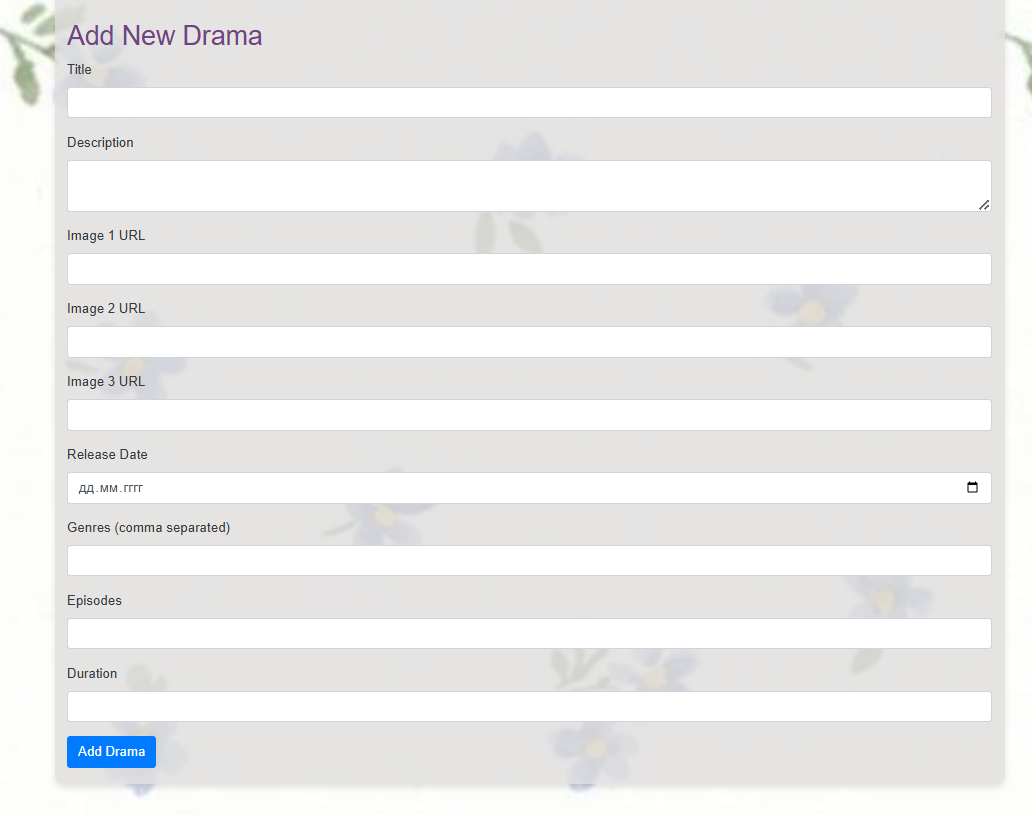 Add New Drama
Title
Description
Image 1 URL
Image 2 URL
Image 3 URL
Release Date
дд.мм.гггг
Genres (comma separated)
Episodes
Duration
Add Drama